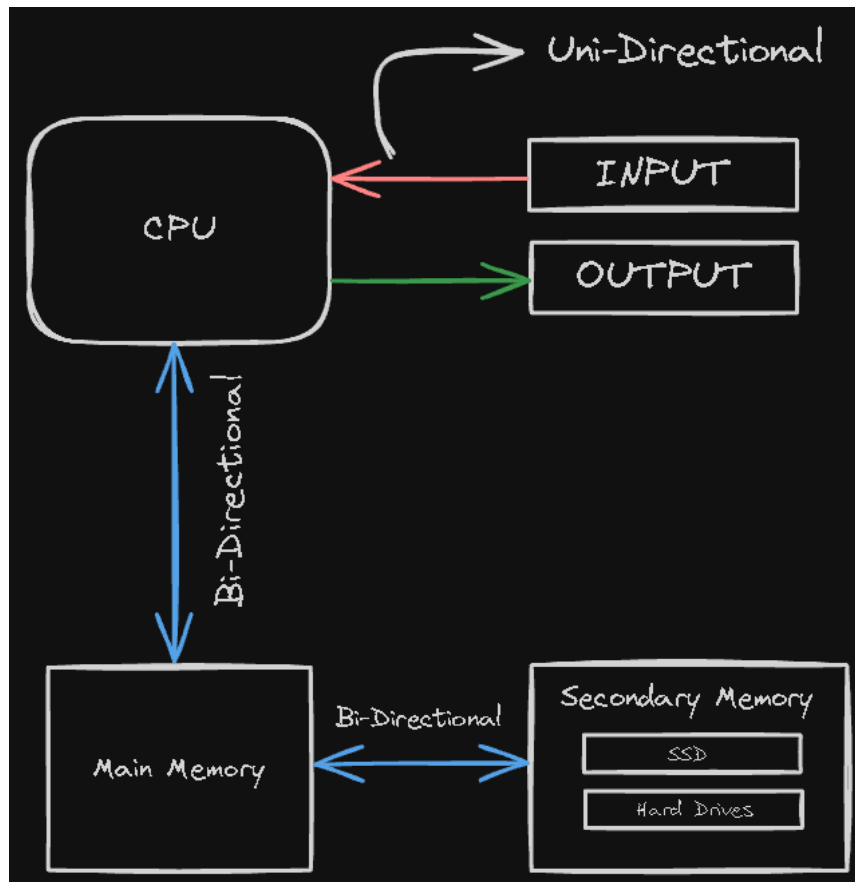 Uni-Directional
INPUT
CPU
OUTPUT
Bi-Directional
Secondary Memory
Bi-Directional
SSD
Main Memory
Hard Drives